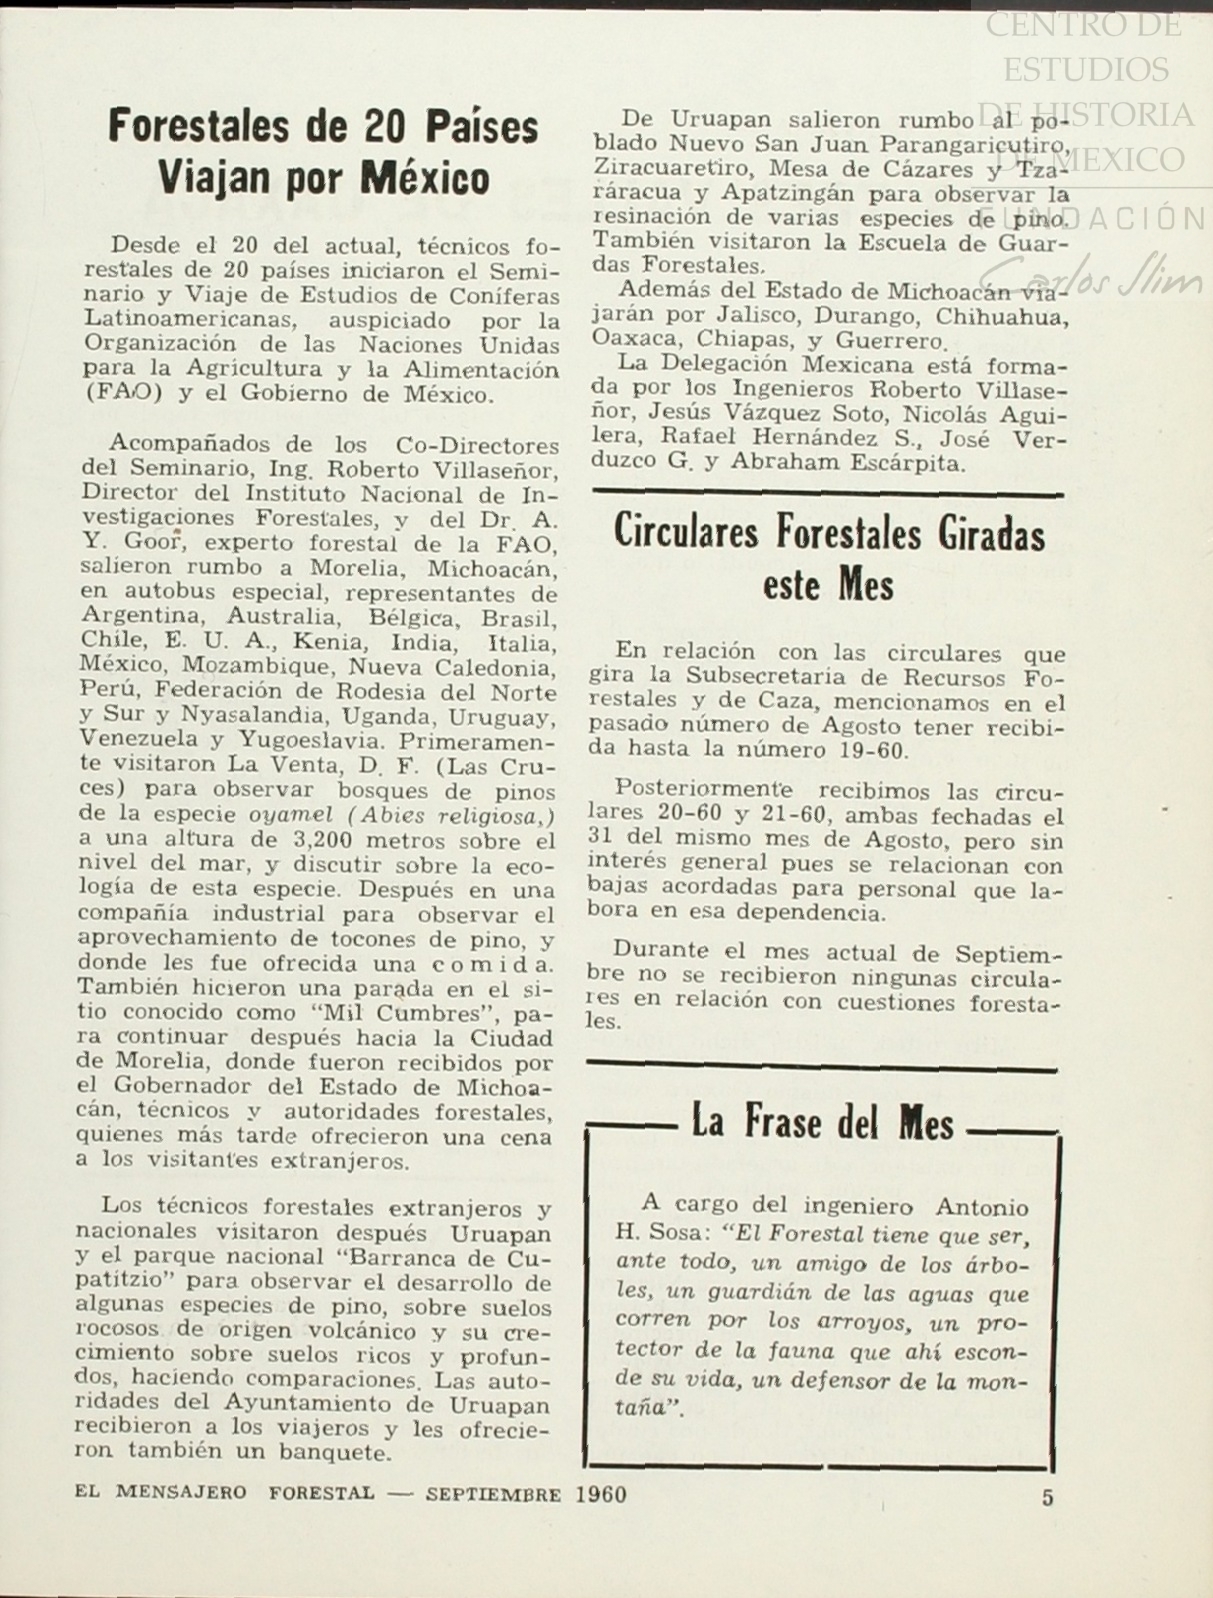 CENTRO DE
ESTUDIOS
DE HISTORIA
DE MEXICO
FUNDACIÓN
Carlos Slim
Forestales de 20 Países
Viajan por México
Desde el 20 del actual, técnicos fo-
restales de 20 países iniciaron el Semi-
nario y Viaje de Estudios de Coníferas
Latinoamericanas, auspiciado por la
Organización de las Naciones Unidas
para la Agricultura y la Alimentación
(FAO) y el Gobierno de México.
Acompañados de los Co-Directores
del Seminario, Ing. Roberto Villaseñor,
Director del Instituto Nacional de In-
vestigaciones Forestales, y del Dr. A.
Y. Goor, experto forestal de la FAO,
salieron rumbo a Morelia, Michoacán,
en autobus especial, representantes de
Argentina, Australia, Bélgica, Brasil,
Chile, E. U. A., Kenia, India, Italia,
México, Mozambique, Nueva Caledonia,
Perú, Federación de Rodesia del Norte
y Sur y Nyasalandia, Uganda, Uruguay,
Venezuela y Yugoeslavia. Primeramen-
te visitaron La Venta, D. F. (Las Cru-
ces) para observar bosques de pinos
de la especie oyamel (Abies religiosa,)
a una altura de 3,200 metros sobre el
nivel del mar, y discutir sobre la eco-
logía de esta especie. Después en una
compañía industrial para observar el
aprovechamiento de tocones de pino, y
donde les fue ofrecida una comida.
También hicieron una parada en el si-
tio conocido como “Mil Cumbres”, pa-
ra continuar después hacia la Ciudad
de Morelia, donde fueron recibidos por
el Gobernador del Estado de Michoa-
cán, técnicos y autoridades forestales,
quienes más tarde ofrecieron una cena
a los visitantes extranjeros.
Los técnicos forestales extranjeros y
nacionales visitaron después Uruapan
y el parque nacional “Barranca de Cu-
patitzio” para observar el desarrollo de
algunas especies de pino, sobre suelos
rocosos de origen volcánico y su cre-
cimiento sobre suelos ricos y profun-
dos, haciendo comparaciones. Las auto-
ridades del Ayuntamiento de Uruapan
recibieron a los viajeros y les ofrecie-
ron también un banquete.
De Uruapan salieron rumbo al po-
blado Nuevo San Juan Parangaricutiro,
Ziracuaretiro, Mesa de Cázares y Tza-
ráracua y Apatzingán para observar la
resinación de varias especies de pino.
También visitaron la Escuela de Guar-
das Forestales.
Además del Estado de Michoacán via-
jarán por Jalisco, Durango, Chihuahua,
Oaxaca, Chiapas, y Guerrero.
La Delegación Mexicana está forma-
da por los Ingenieros Roberto Villase-
ñor, Jesús Vázquez Soto, Nicolás Agui-
lera, Rafael Hernández S., José Ver-
duzco G. y Abraham Escárpita.
Circulares Forestales Giradas
este Mes
En relación con las circulares que
gira la Subsecretaria de Recursos Fo-
restales y de Caza, mencionamos en el
pasado número de Agosto tener recibi-
da hasta la número 19-60.
Posteriormente recibimos las circu-
lares 20-60 y 21-60, ambas fechadas el
31 del mismo mes de Agosto, pero sin
interés general pues se relacionan con
bajas acordadas para personal que la-
bora en esa dependencia.
Durante el mes actual de Septiem-
bre no se recibieron ningunas circula-
res en relación con cuestiones foresta-
les.
La Frase del Mes
A cargo del ingeniero Antonio
H. Sosa: “El Forestal tiene que ser,
ante todo, un amigo de los árbo-
les, un guardián de las aguas que
corren por los arroyos, un pro-
tector de la fauna que ahí escon-
de su vida, un defensor de la mon-
taña”.
EL MENSAJERO FORESTAL — SEPTIEMBRE 1960
5